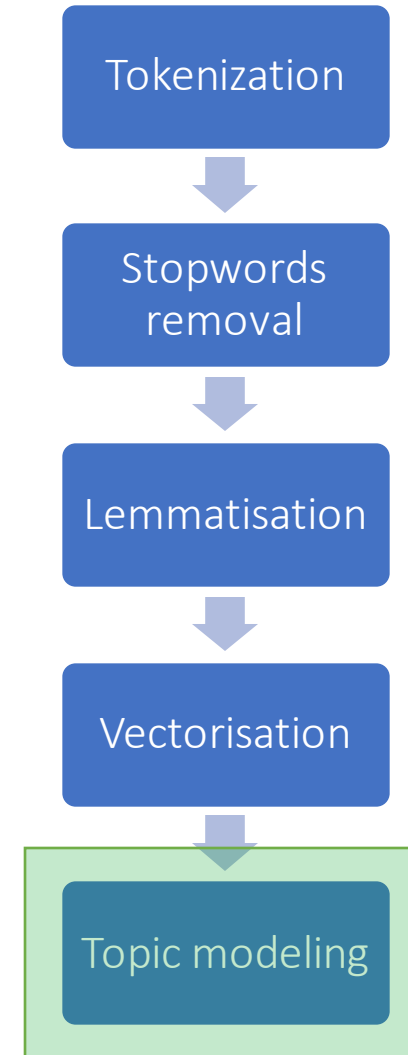 Tokenization
Stopwords
removal
Lemmatisation
Vectorisation
Topic modeling